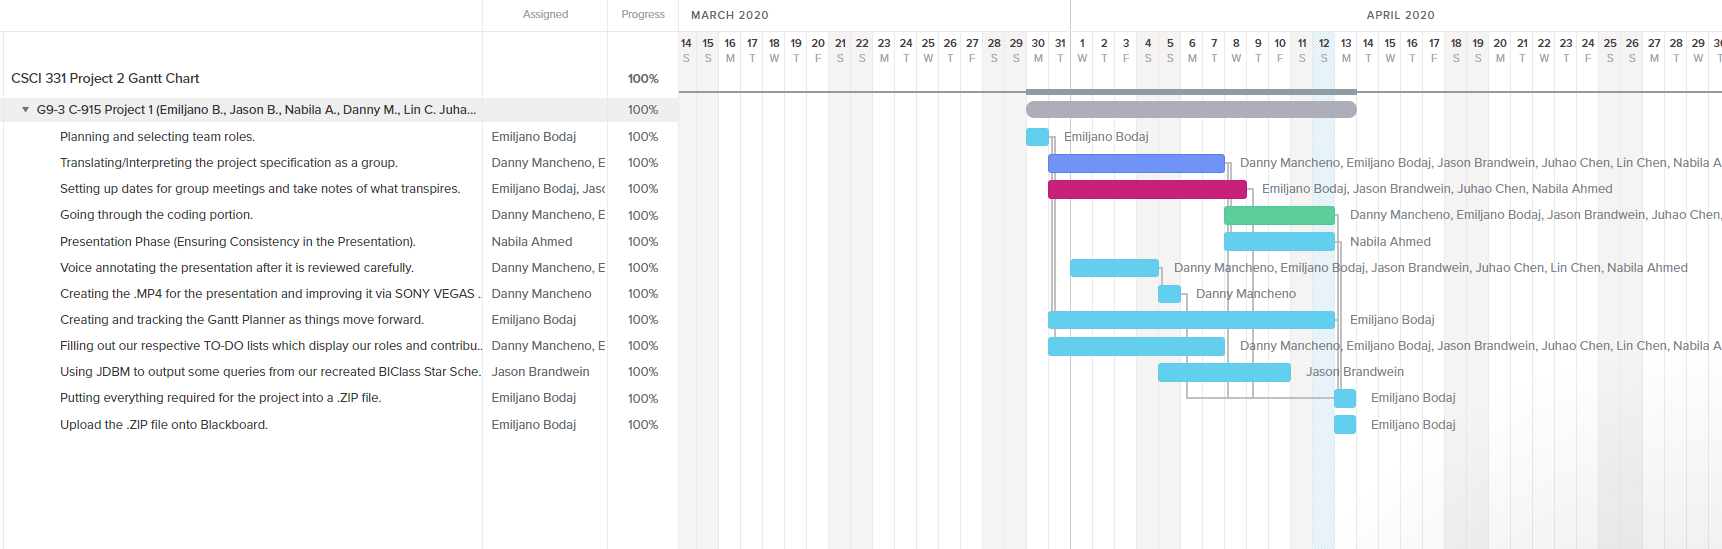 Assigned Progress MARCH 2020 APRIL 2020
14 15 16 17 18 19 20 21 22 23 24 25 26 27 28 29 30 31 1 2 3 4 5 6 7 8 9 10 11 12 13 14 15 16 17 18 19 20 21 22 23 24 25 26 27 28 29 30
S S M T W T F S S M T W T F S S M T W T F S S M T W T F S S M T W T F S S M T W T F S S M T W T
CSCI 331 Project 2 Gantt Chart 100%
G9-3 C-915 Project 1 (Emiljano B., Jason B., Nabila A., Danny M., Lin C. Juha... 100%
Planning and selecting team roles. Emiljano Bodaj 100% Emiljano Bodaj
Translating/Interpreting the project specification as a group. Danny Mancheno, E 100% Danny Mancheno, Emiljano Bodaj, Jason Brandwein, Juhao Chen, Lin Chen, Nabila A
Setting up dates for group meetings and take notes of what transpires. Emiljano Bodaj, Jasc 100% Emiljano Bodaj, Jason Brandwein, Juhao Chen, Nabila Ahmed
Going through the coding portion. Danny Mancheno, E 100% Danny Mancheno, Emiljano Bodaj, Jason Brandwein, Juhao Chen,
Presentation Phase (Ensuring Consistency in the Presentation). Nabila Ahmed 100% Nabila Ahmed
Voice annotating the presentation after it is reviewed carefully. Danny Mancheno, E 100% Danny Mancheno, Emiljano Bodaj, Jason Brandwein, Juhao Chen, Lin Chen, Nabila Ahmed
Creating the .MP4 for the presentation and improving it via SONY VEGAS .. Danny Mancheno 100% Danny Mancheno
Creating and tracking the Gantt Planner as things move forward. Emiljano Bodaj 100% Emiljano Bodaj
Filling out our respective TO-DO lists which display our roles and contribu.. Danny Mancheno, E 100% Danny Mancheno, Emiljano Bodaj, Jason Brandwein, Juhao Chen, Lin Chen, Nabila A
Using JDBM to output some queries from our recreated BIClass Star Sche. Jason Brandwein 100% Jason Brandwein
Putting everything required for the project into a .ZIP file. Emiljano Bodaj 100% Emiljano Bodaj
Upload the .ZIP file onto Blackboard. Emiljano Bodaj 100% Emiljano Bodaj